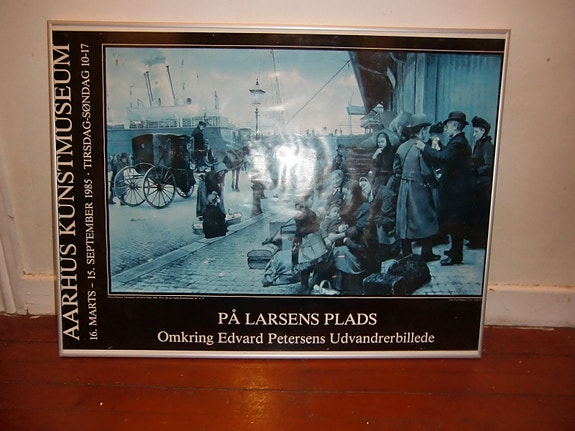 AARHUS KUNSTMUSEUM
16. MARTS – 15. SEPTEMBER 1985 · TIRSDAG-SØNDAG 10-17
PÅ LARSENS PLADS
Omkring Edvard Petersens Udvandrerbillede